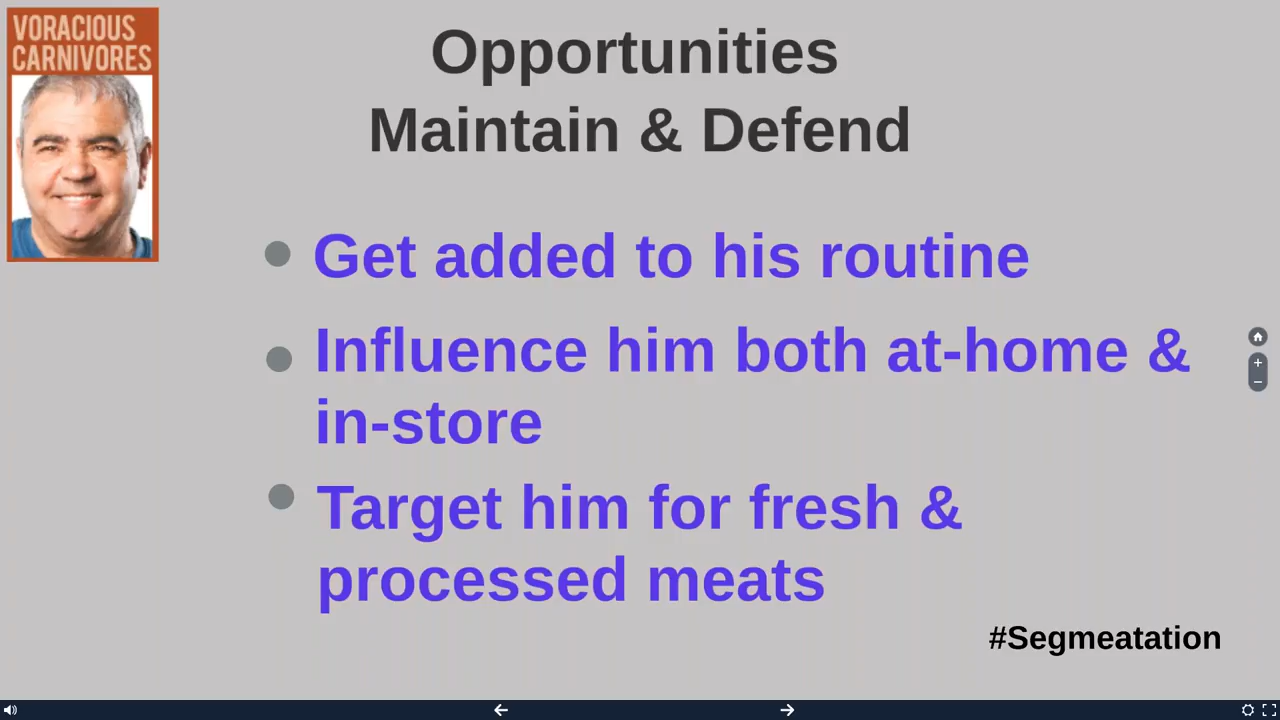 VORACIOUS
CARNIVORES
Opportunities
Maintain & Defend
Get added to his routine
Influence him both at-home &
in-store
Target him for fresh &
processed meats
#Segmeatation